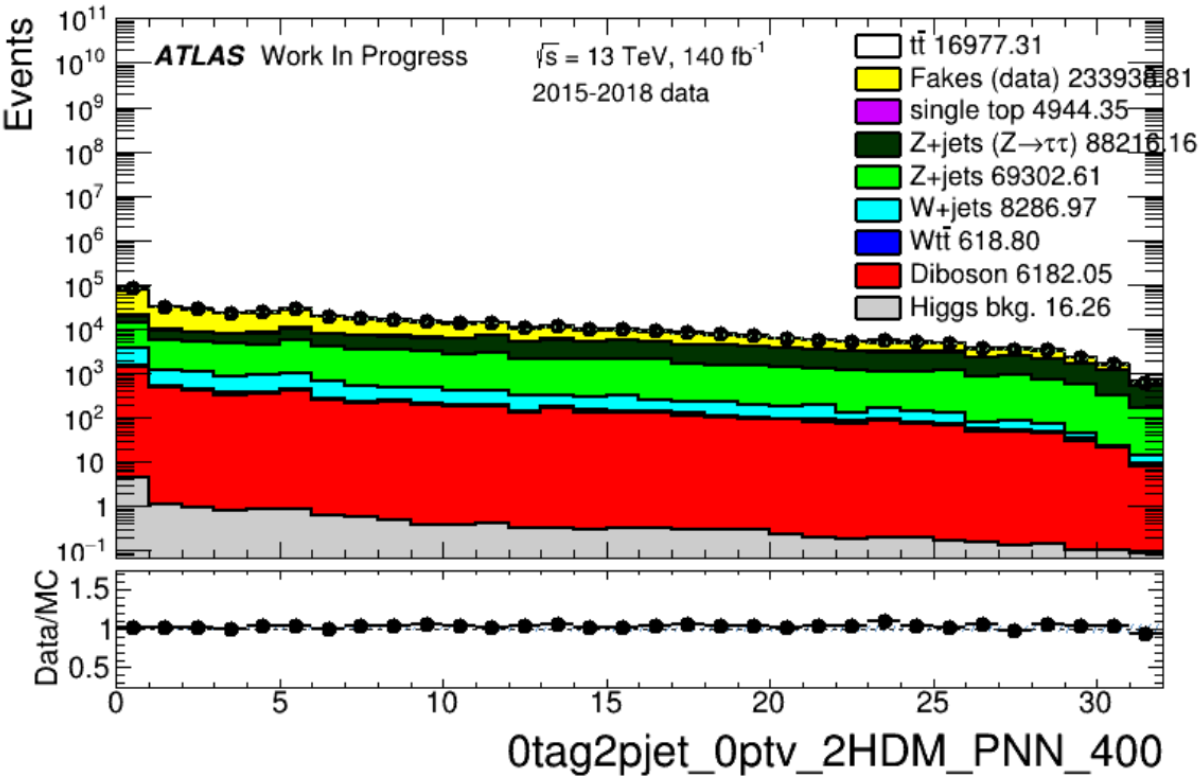 Events
10¹¹
10¹⁰
10⁹
10⁸
10⁷
10⁶
10⁵
10⁴
10³
10²
10
1
10⁻¹
ATLAS Work In Progress
√s = 13 TeV, 140 fb⁻¹
2015-2018 data
tt̄ 16977.31
Fakes (data) 233938.81
single top 4944.35
Z+jets (Z→ττ) 88216.16
Z+jets 69302.61
W+jets 8286.97
Wtt̄ 618.80
Diboson 6182.05
Higgs bkg. 16.26
Data/MC
1.5
1
0.5
0 5 10 15 20 25 30
0tag2pjet_0ptv_2HDM_PNN_400